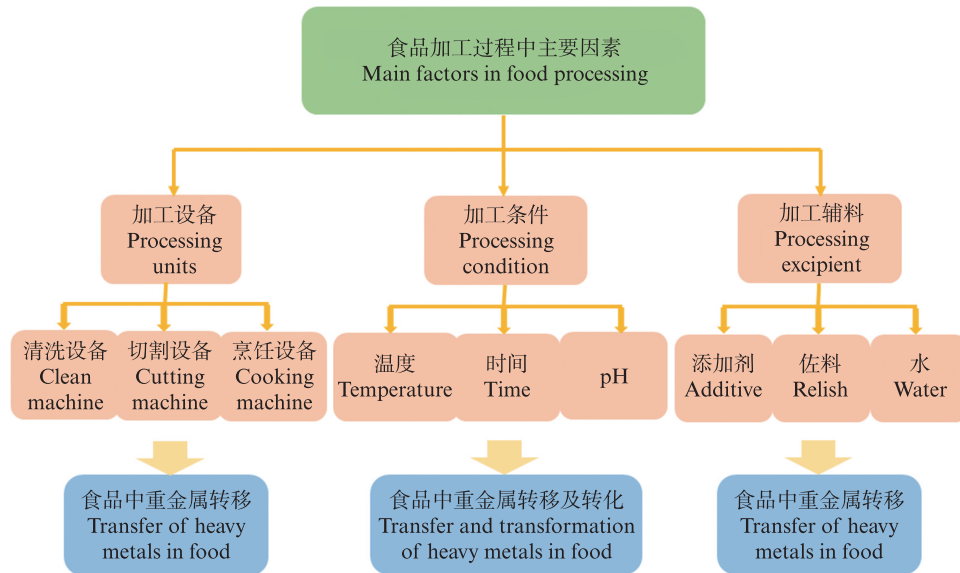 食品加工过程中主要因素
Main factors in food processing
加工设备
Processing
units
加工条件
Processing
condition
加工辅料
Processing
excipient
清洗设备
Clean
machine
切割设备
Cutting
machine
烹饪设备
Cooking
machine
温度
Temperature
时间
Time
pH
添加剂
Additive
佐料
Relish
水
Water
食品中重金属转移
Transfer of heavy
metals in food
食品中重金属转移及转化
Transfer and transformation
of heavy metals in food
食品中重金属转移
Transfer of heavy
metals in food